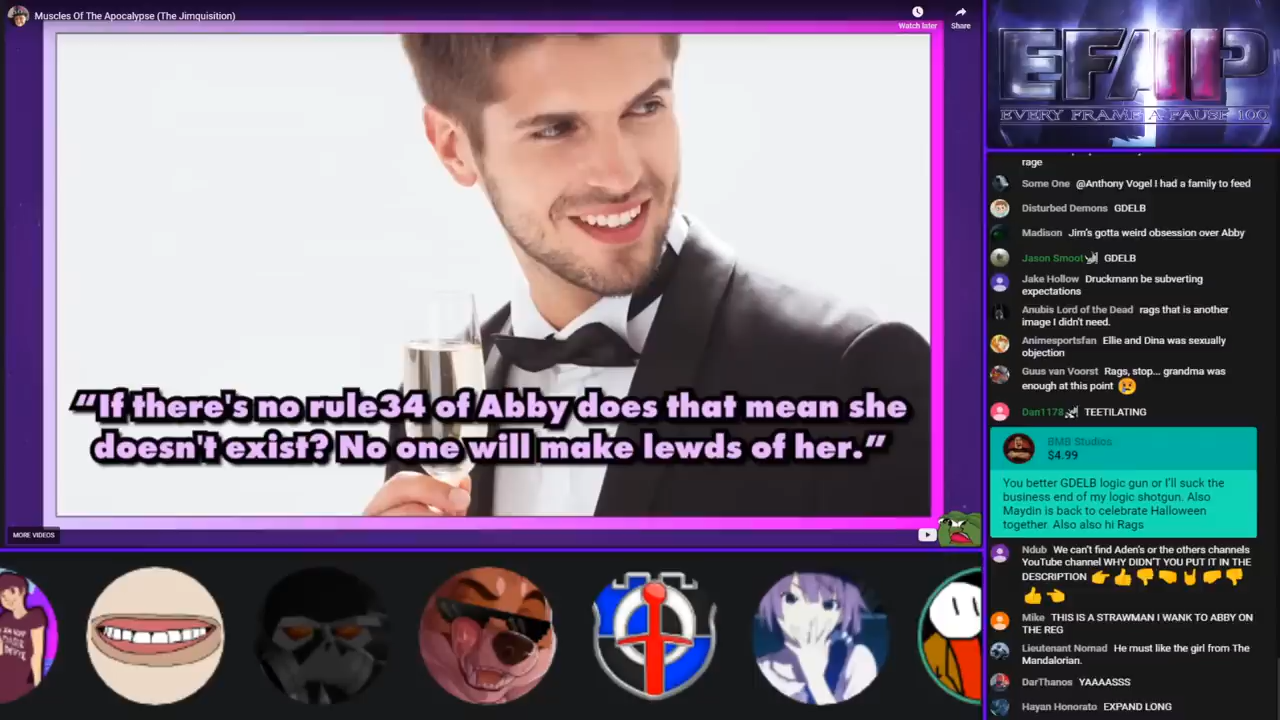 Muscles Of The Apocalypse (The Jimquisition)
Watch later
Share
"If there's no rule34 of Abby does that mean she
doesn't exist? No one will make lewds of her."
MORE VIDEOS
EFAP
EVERY FRAME A PAUSE 100
rage
Some One @Anthony Vogel I had a family to feed
Disturbed Demons GDELB
Madison Jim's gotta weird obsession over Abby
Jason Smoot GDELB
Jake Hollow Druckmann be subverting
expectations
Anubis Lord of the Dead rags that is another
image I didn't need.
Animesportsfan Ellie and Dina was sexually
objection
Guus van Voorst Rags, stop... grandma was
enough at this point
Dan1178 TEETILATING
BMB Studios
$4.99
You better GDELB logic gun or I'll suck the
business end of my logic shotgun. Also
Maydin is back to celebrate Halloween
together. Also also hi Rags
Ndub We can't find Aden's or the others channels
YouTube channel WHY DIDN'T YOU PUT IT IN THE
DESCRIPTION
Mike THIS IS A STRAWMAN I WANK TO ABBY ON
THE REG
Lieutenant Nomad He must like the girl from The
Mandalorian.
DarThanos YAAAASSS
Hayan Honorato EXPAND LONG